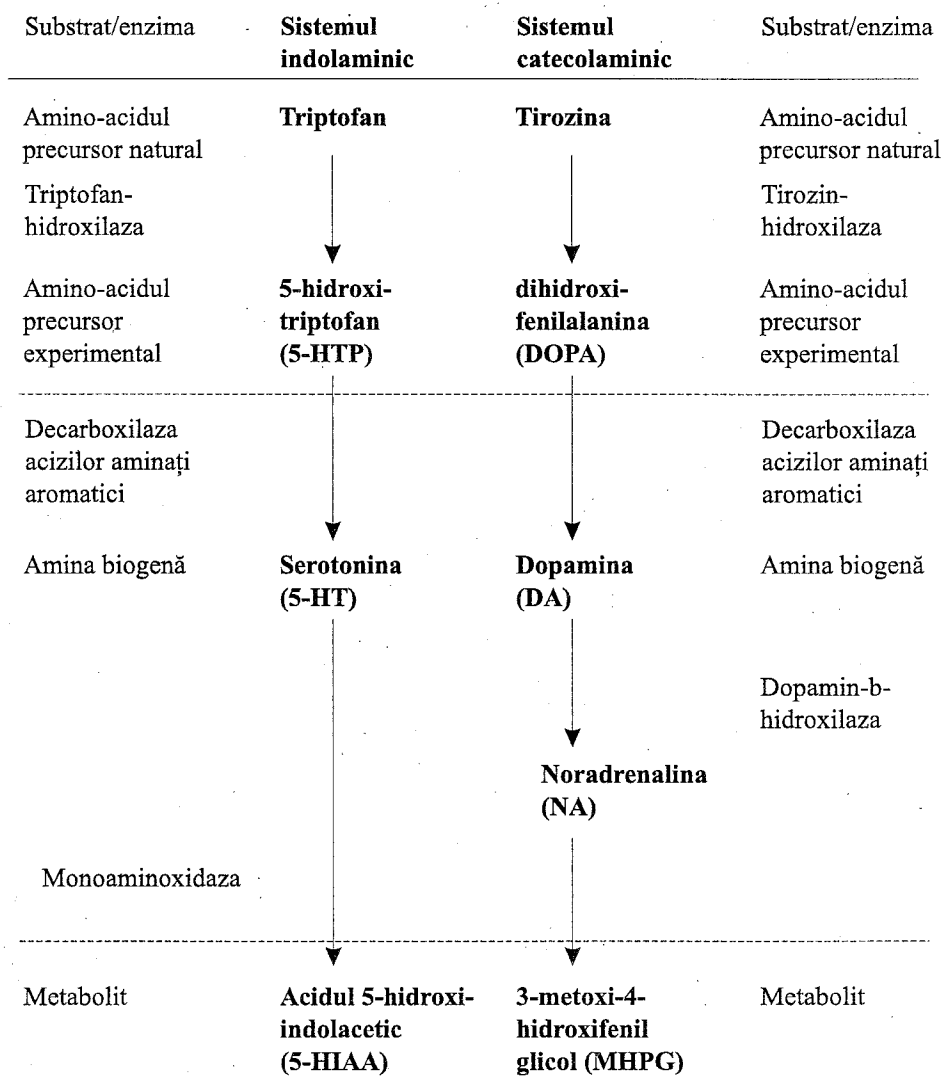 Substrat/enzima Sistemul indolaminic Sistemul catecolaminic Substrat/enzima
Amino-acidul Triptofan Tirozina Amino-acidul
precursor natural precursor natural
Triptofan- Tirozin-
hidroxilaza hidroxilaza
Amino-acidul 5-hidroxi- dihidroxi- Amino-acidul
precursor triptofan fenilalanina precursor
experimental (5-HTP) (DOPA) experimental
Decarboxilaza Decarboxilaza
acizilor aminați acizilor aminați
aromatici aromatici
Amina biogenă Serotonina Dopamina Amina biogenă
(5-HT) (DA)
Dopamin-b-
hidroxilaza
Noradrenalina
(NA)
Monoaminoxidaza
Metabolit Acidul 5-hidroxi- 3-metoxi-4- Metabolit
indolacetic hidroxifenil
(5-HIAA) glicol (MHPG)